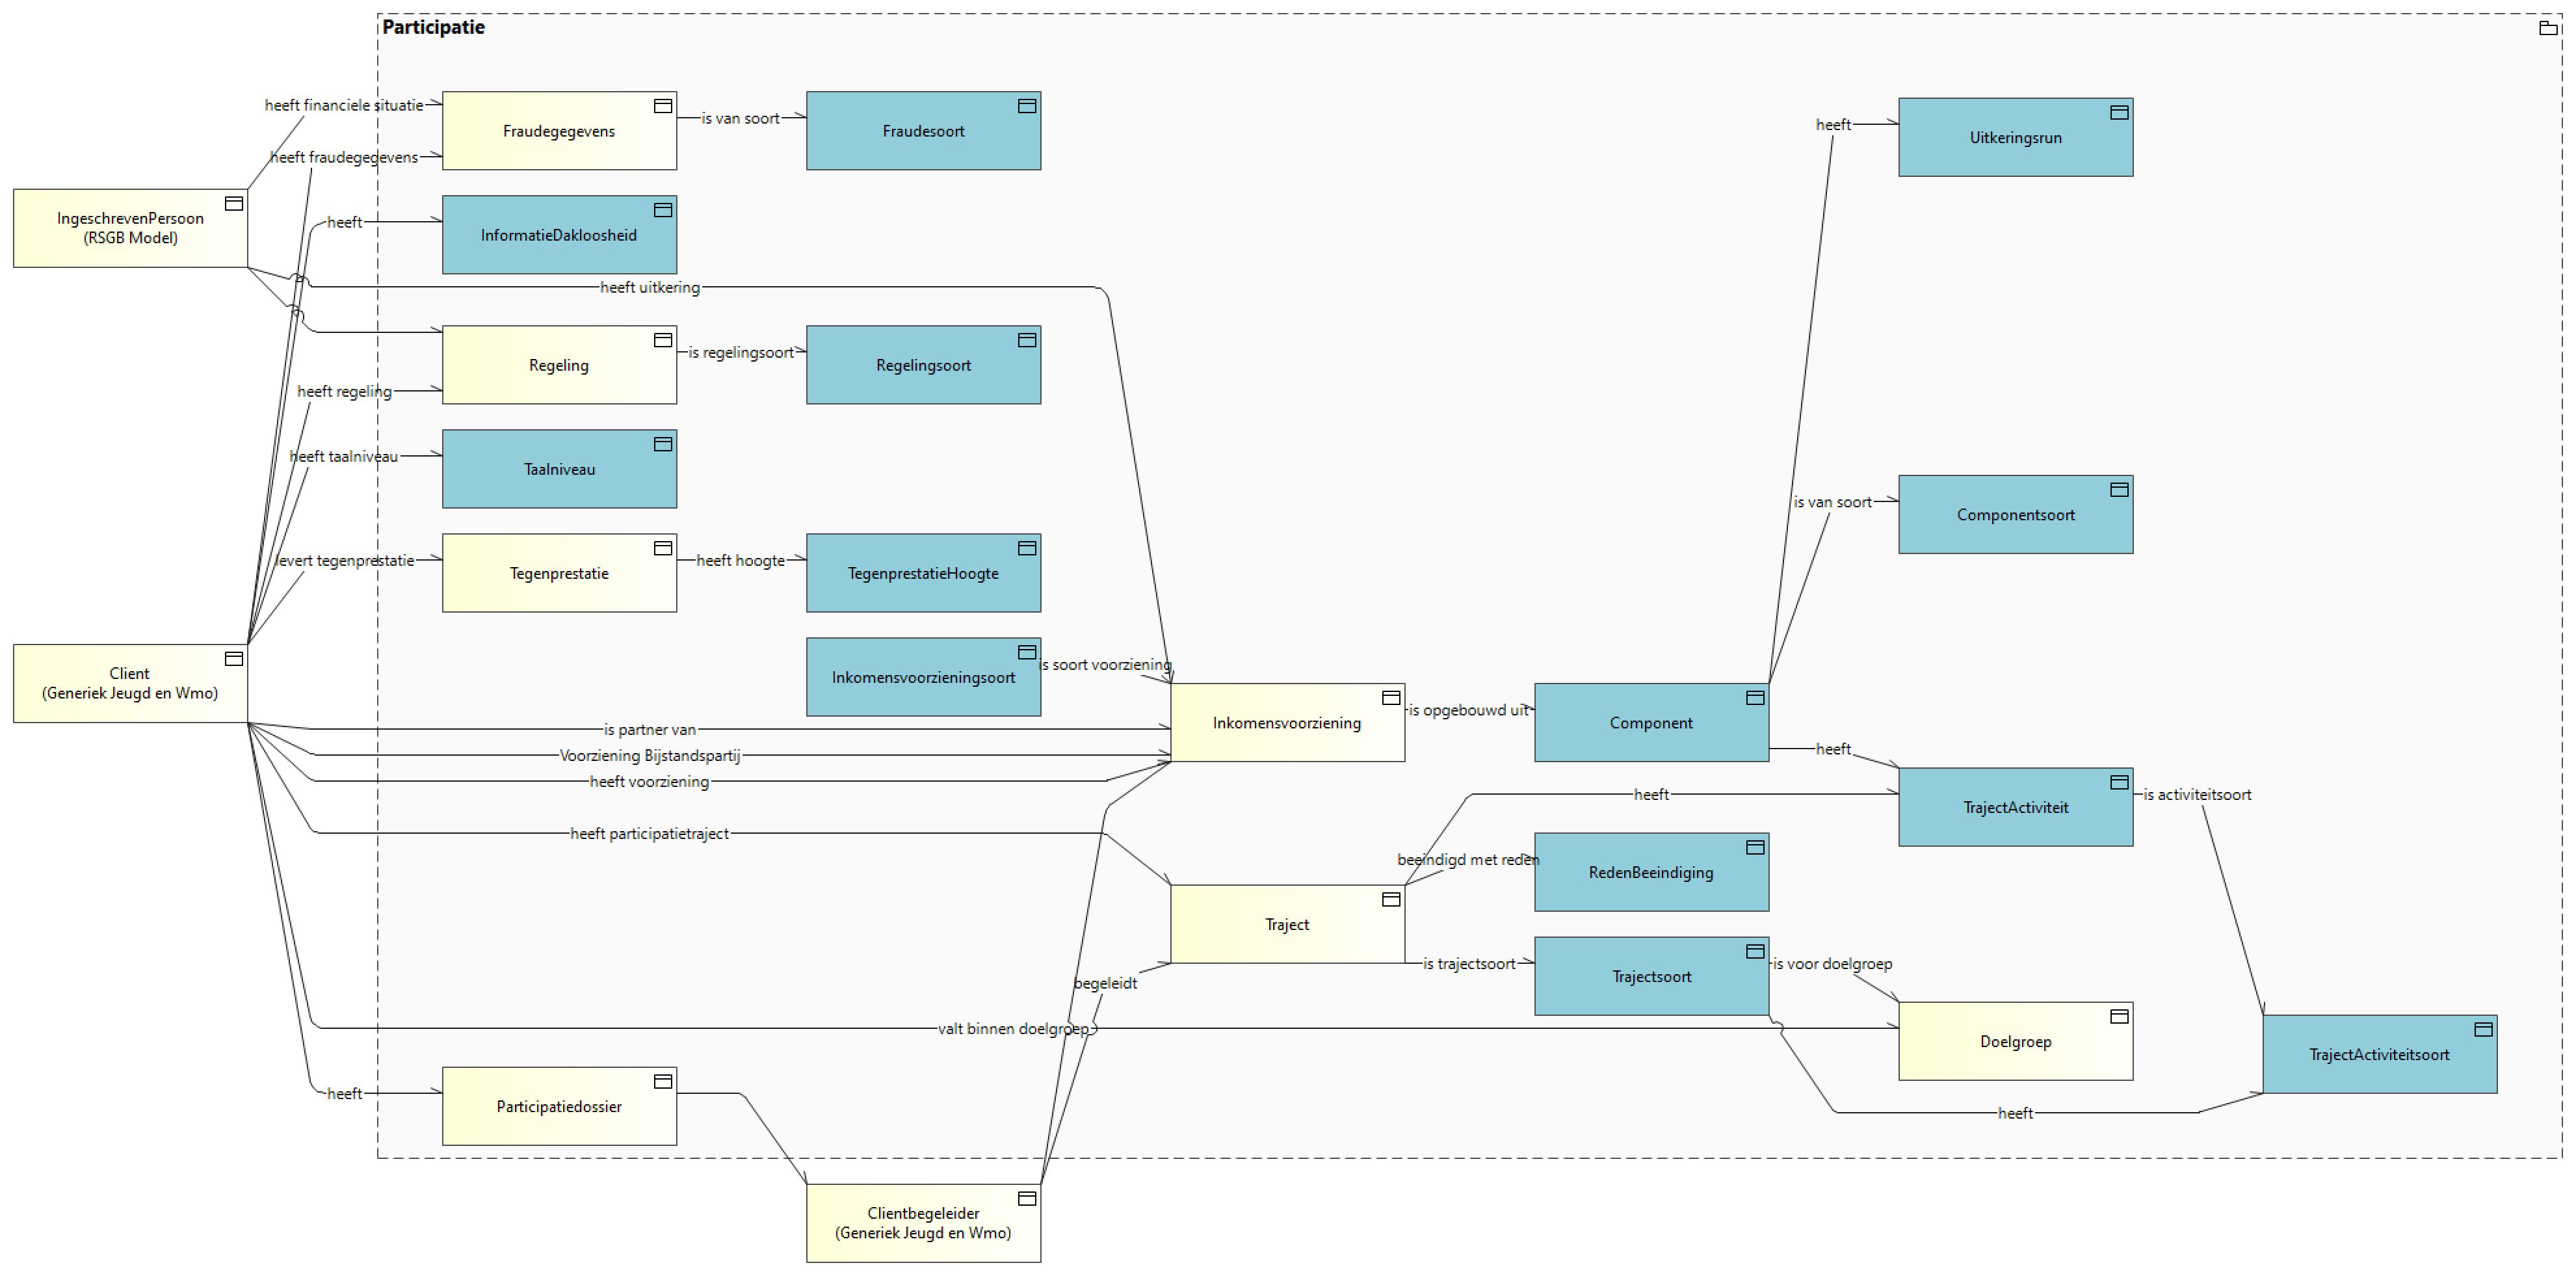 Participatie
heeft financiele situatie
Fraudegegevens
is van soort
Fraudesoort
heeft
Uitkeringsrun
heeft fraudegegevens
IngeschrevenPersoon
(RSGB Model)
heeft
InformatieDakloosheid
heeft uitkering
Regeling
is regelingsoort
Regelingsoort
heeft regeling
heeft taalniveau
Taalniveau
is van soort
Componentsoort
levert tegenprestatie
Tegenprestatie
heeft hoogte
TegenprestatieHoogte
Client
(Generiek Jeugd en Wmo)
Inkomensvoorzieningsoort
is soort voorziening
Inkomensvoorziening
is opgebouwd uit
Component
is partner van
Voorziening Bijstandspartij
heeft voorziening
heeft
TrajectActiviteit
is activiteitsoort
heeft
heeft participatietraject
beeindigd met reden
RedenBeeindiging
Traject
begeleidt
is trajectsoort
Trajectsoort
is voor doelgroep
valt binnen doelgroep
Doelgroep
TrajectActiviteitsoort
heeft
Participatiedossier
heeft
Clientbegeleider
(Generiek Jeugd en Wmo)